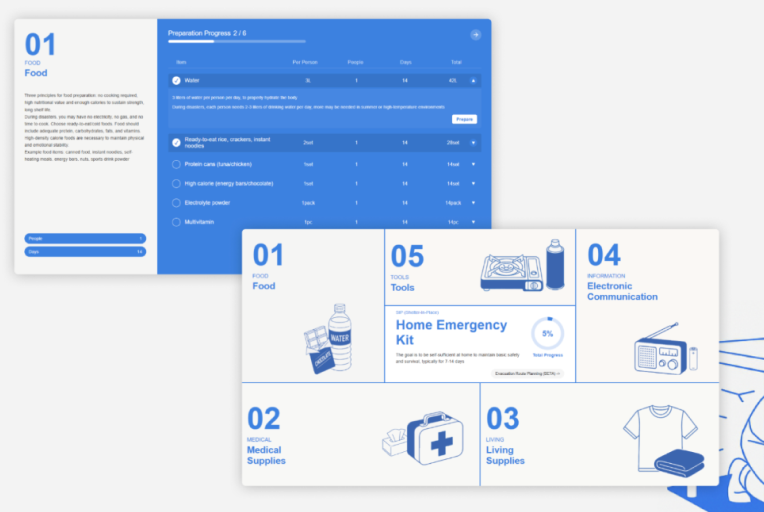 01
FOOD
Food
Three principles for food preparation: no cooking required,
high nutritional value and enough calories to sustain strength,
long shelf life.
During disasters, you may have no electricity, no gas, and no
time to cook. Choose ready-to-eat/cold foods. Food should
include adequate protein, carbohydrates, fats, and vitamins.
High-density calorie foods are necessary to maintain physical
and emotional stability.
Example food items: canned food, instant noodles, self-
heating meals, energy bars, nuts, sports drink powder
People
Days 14
Preparation Progress 2 / 6
Item Per Person People Days Total
Water 3L 1 14 42L
3 liters of water per person per day, to properly hydrate the body.
During disasters, each person needs 2-3 liters of drinking water per day, more may be needed in summer or high-temperature environments.
Prepare
Ready-to-eat rice, crackers, instant
noodles 2set 1 14 28set
Protein cans (tuna/chicken) 1set 1 14 14set
High calorie (energy bars/chocolate) 1set 1 14 14set
Electrolyte powder 1pack 1 14 14pack
Multivitamin 1pc 1 14 14pc
01
FOOD
Food
WATER
CHOCOLATE
05
TOOLS
Tools
04
INFORMATION
Electronic
Communication
SIP (Shelter-in-Place)
Home Emergency
Kit
The goal is to be self-sufficient at home to maintain basic safety
and survival, typically for 7-14 days
5%
Total Progress
Evacuation Route Planning (BETA)
02
MEDICAL
Medical
Supplies
03
LIVING
Living
Supplies